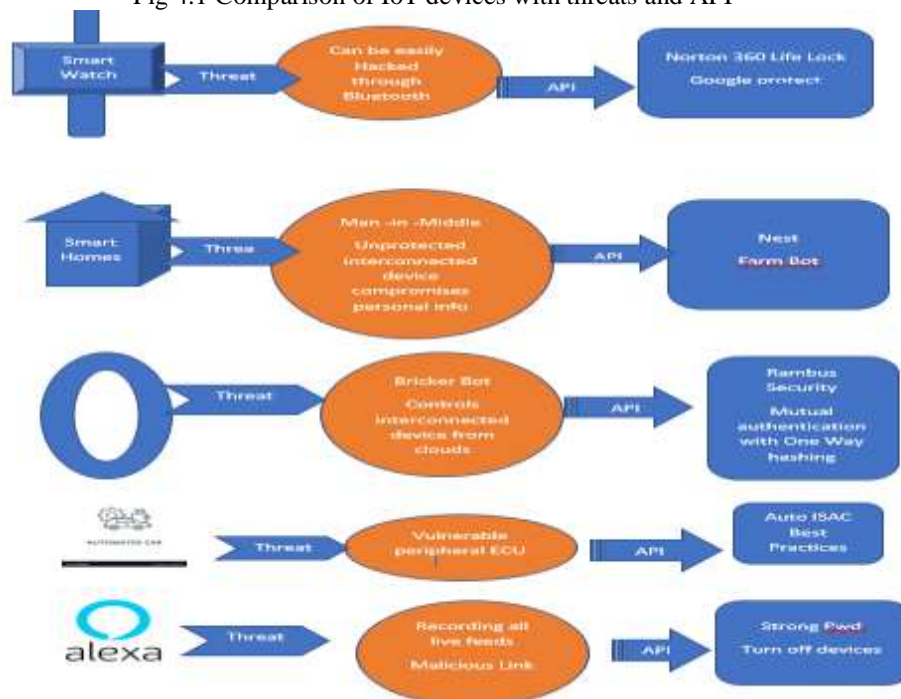 Fig 4.1 Comparison of IoT devices with threats and API
Smart
Watch
Threat
Can be easily
Hacked
through
Bluetooth
API
Norton 360 Life Lock
Google protect
Smart
Homes
Threa
Man -in -Middle
Unprotected
interconnected
device
compromises
personal info
API
Nest
Farm Bot
Threat
Bricker Bot
Controls
interconnected
device from
clouds
API
Rambus
Security
Mutual
authentication
with One Way
hashing
AUTOMATED CAR
Threat
Vulnerable
peripheral ECU
API
Auto ISAC
Best
Practices
alexa
Threat
Recording all
live feeds
Malicious Link
API
Strong Pwd
Turn off devices